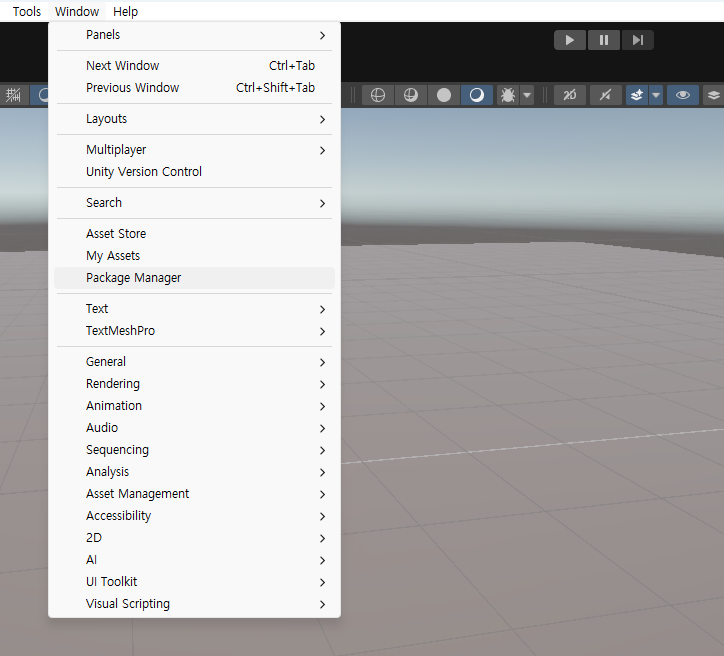 Tools Window Help
Panels
Next Window Ctrl+Tab
Previous Window Ctrl+Shift+Tab
Layouts
Multiplayer
Unity Version Control
Search
Asset Store
My Assets
Package Manager
Text
TextMeshPro
General
Rendering
Animation
Audio
Sequencing
Analysis
Asset Management
Accessibility
2D
AI
UI Toolkit
Visual Scripting
2D